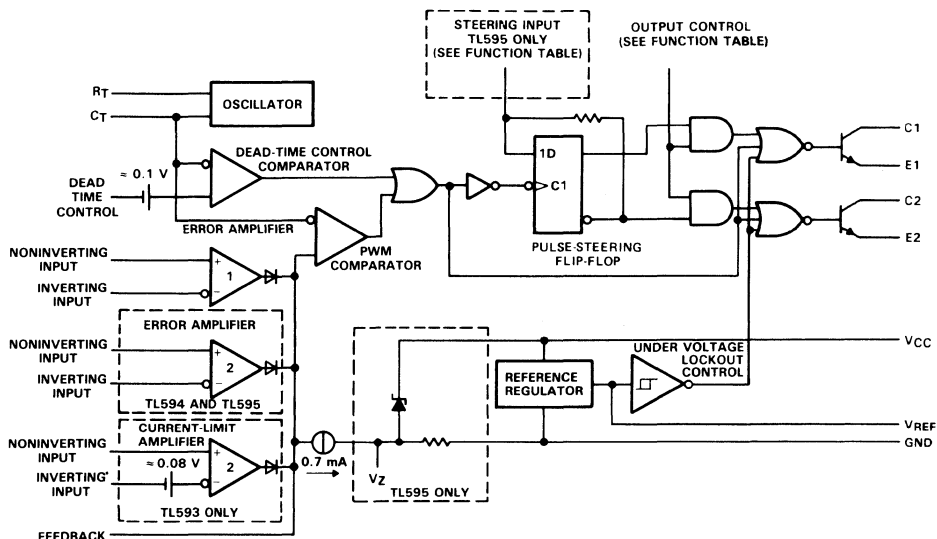 STEERING INPUT
TL595 ONLY
(SEE FUNCTION TABLE)
OUTPUT CONTROL
(SEE FUNCTION TABLE)
RT
CT
OSCILLATOR
DEAD-TIME CONTROL
COMPARATOR
≈ 0.1 V
DEAD
TIME
CONTROL
1D
C1
PULSE-STEERING
FLIP-FLOP
C1
E1
C2
E2
ERROR AMPLIFIER
PWM
COMPARATOR
NONINVERTING
INPUT
INVERTING
INPUT
+
1
−
ERROR AMPLIFIER
NONINVERTING
INPUT
INVERTING
INPUT
+
2
−
TL594 AND TL595
CURRENT-LIMIT
AMPLIFIER
NONINVERTING
INPUT
≈ 0.08 V
INVERTING'
INPUT
+
2
−
TL593 ONLY
FEEDBACK
0.7 mA
VZ
TL595 ONLY
REFERENCE
REGULATOR
UNDER VOLTAGE
LOCKOUT
CONTROL
VCC
VREF
GND